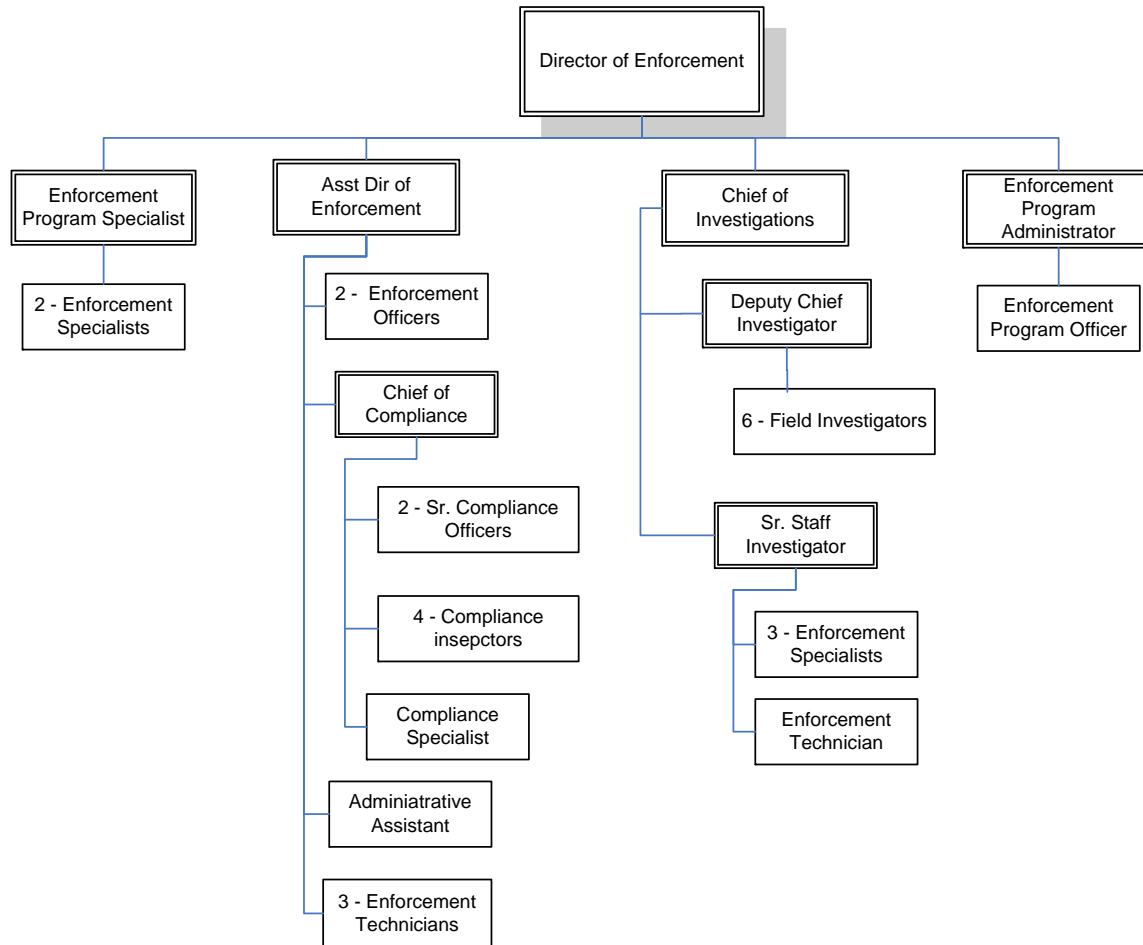 Director of Enforcement
Enforcement
Program Specialist
2 - Enforcement
Specialists
Asst Dir of
Enforcement
2 -  Enforcement
Officers
Chief of
Compliance
2 - Sr. Compliance
Officers
4 - Compliance
insepctors
Compliance
Specialist
Adminiatrative
Assistant
3 - Enforcement
Technicians
Chief of
Investigations
Deputy Chief
Investigator
6 - Field Investigators
Sr. Staff
Investigator
3 - Enforcement
Specialists
Enforcement
Technician
Enforcement
Program
Administrator
Enforcement
Program Officer